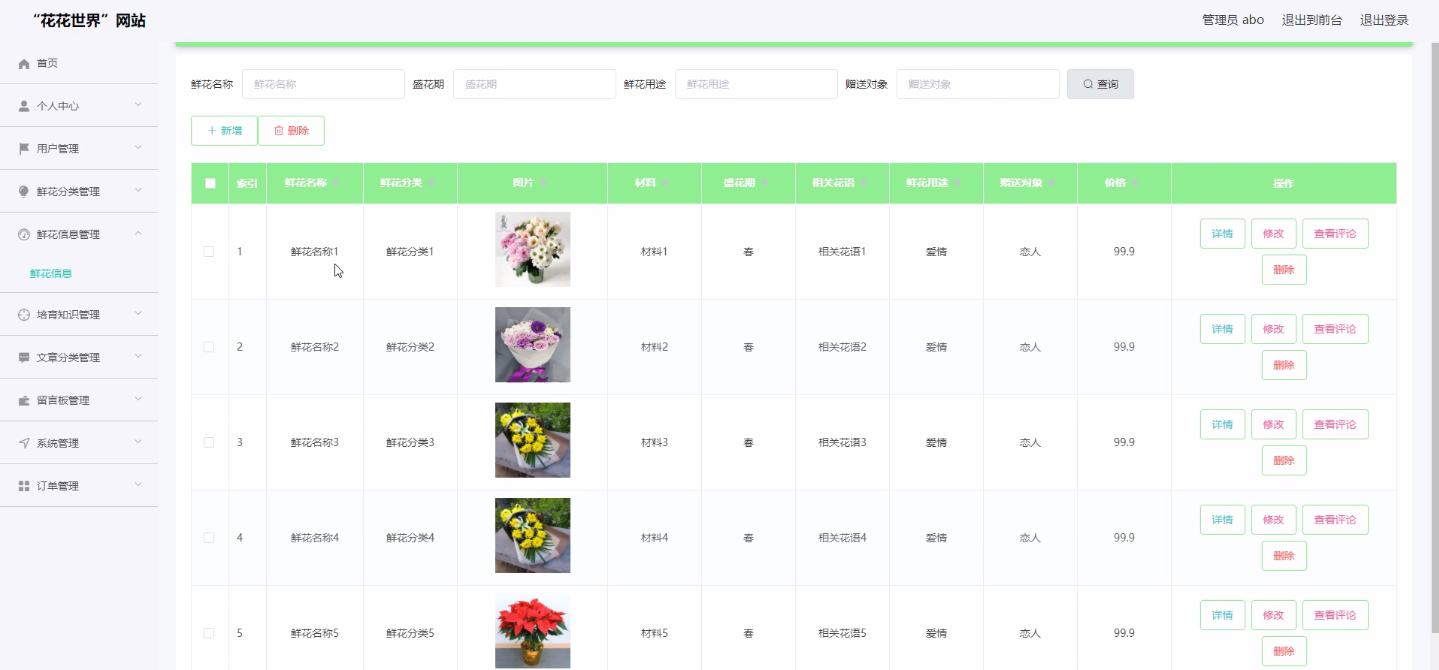 “花花世界”网站
管理员 abo 退出到前台 退出登录
首页
个人中心
用户管理
鲜花分类管理
鲜花信息管理
鲜花信息
培育知识管理
文章分类管理
留言板管理
系统管理
订单管理
鲜花名称 鲜花名称 盛花期 盛花期 鲜花用途 鲜花用途 赠送对象 赠送对象 查询
新增 删除
索引 鲜花名称 鲜花分类 图片 材料 盛花期 相关花语 鲜花用途 赠送对象 价格 操作
1 鲜花名称1 鲜花分类1 材料1 春 相关花语1 爱情 恋人 99.9 详情 修改 查看评论
删除
2 鲜花名称2 鲜花分类2 材料2 春 相关花语2 爱情 恋人 99.9 详情 修改 查看评论
删除
3 鲜花名称3 鲜花分类3 材料3 春 相关花语3 爱情 恋人 99.9 详情 修改 查看评论
删除
4 鲜花名称4 鲜花分类4 材料4 春 相关花语4 爱情 恋人 99.9 详情 修改 查看评论
删除
5 鲜花名称5 鲜花分类5 材料5 春 相关花语5 爱情 恋人 99.9 详情 修改 查看评论
删除